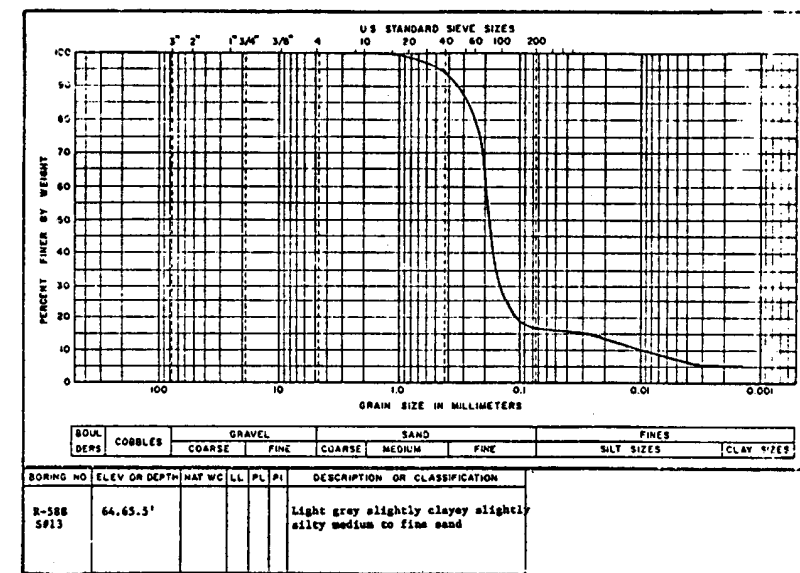 U S STANDARD SIEVE SIZES
3" 2" 1" 3/4" 3/8" 4 10 20 40 60 100 200
PERCENT FINER BY WEIGHT
100
90
80
70
60
50
40
30
20
10
0
100 10 1.0 0.1 0.01 0.001
GRAIN SIZE IN MILLIMETERS
BOUL DERS COBBLES GRAVEL SAND FINES
COARSE FINE COARSE MEDIUM FINE SILT SIZES CLAY SIZES
BORING NO ELEV OR DEPTH NAT WC LL PL PI DESCRIPTION OR CLASSIFICATION
R-588 64.65.5' Light grey slightly clayey slightly
S#13 silty medium to fine sand